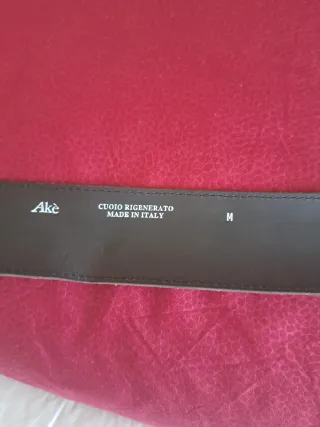 Akè
CUOIO RIGENERATO
MADE IN ITALY
M